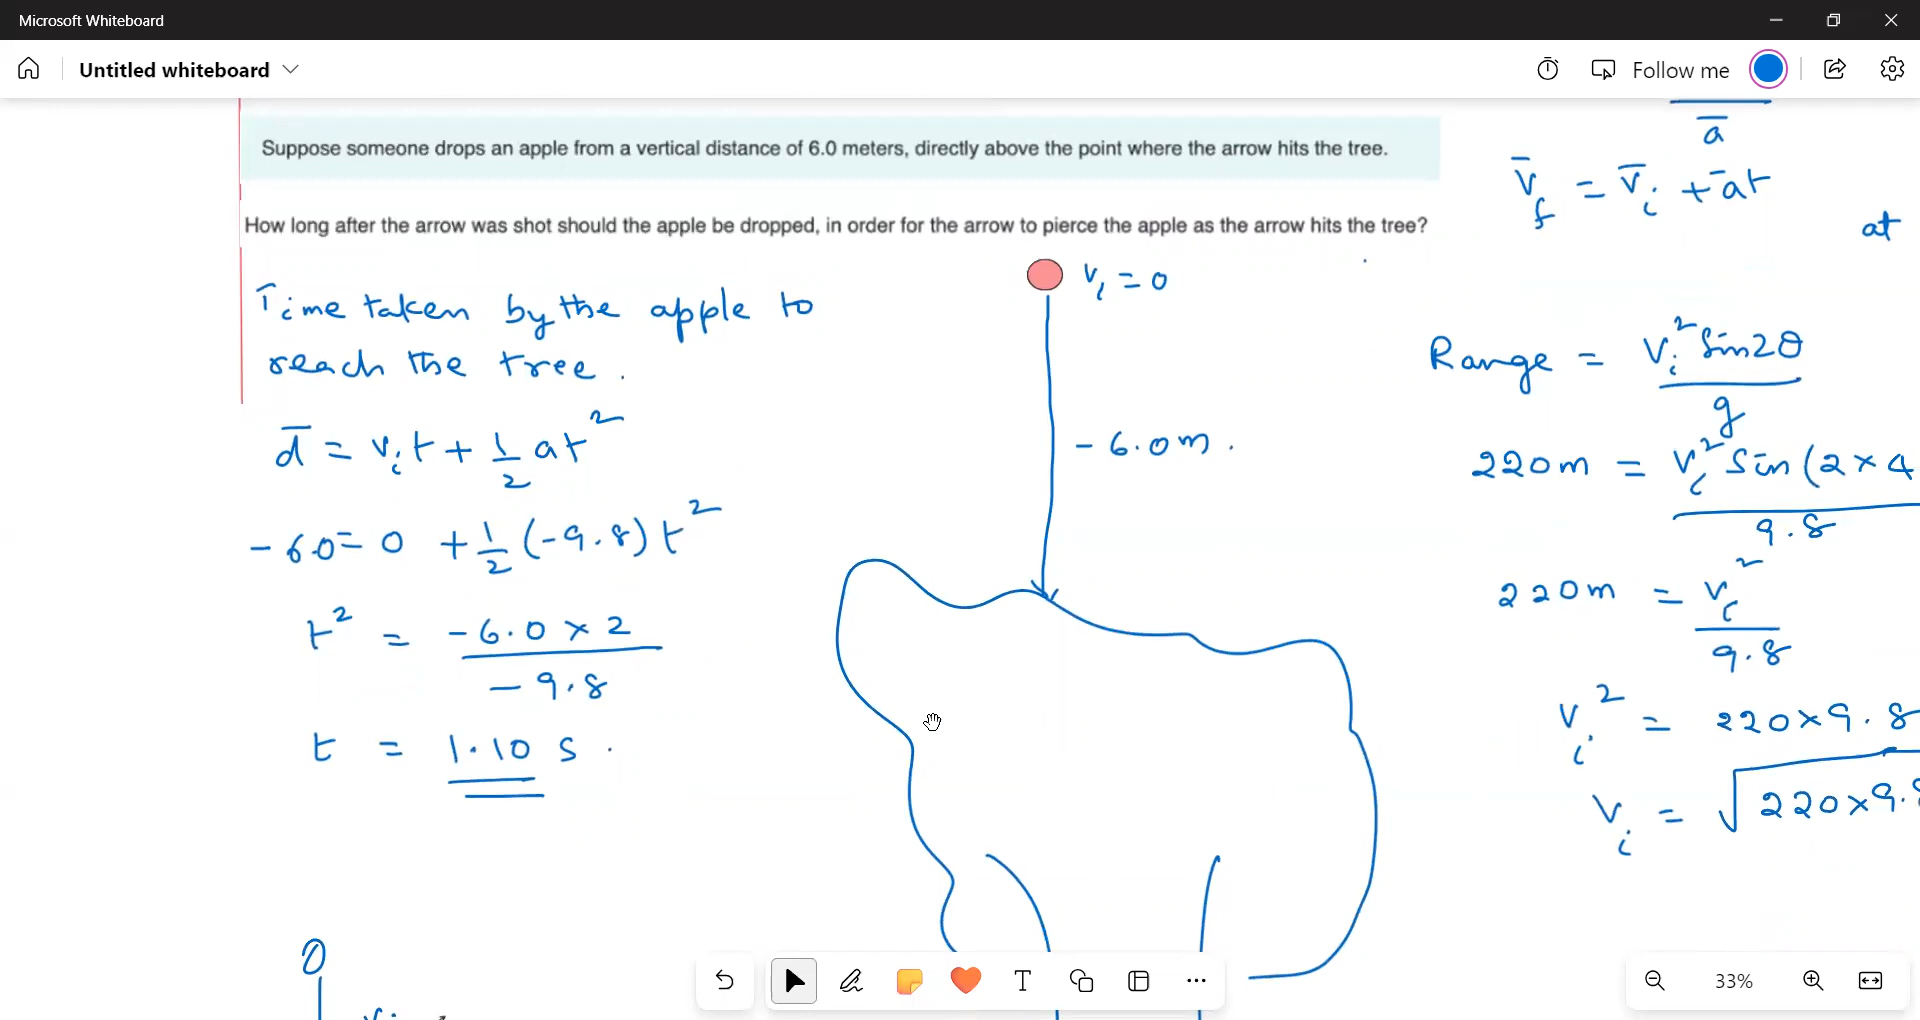 Microsoft Whiteboard
Untitled whiteboard
Follow me
Suppose someone drops an apple from a vertical distance of 6.0 meters, directly above the point where the arrow hits the tree.
How long after the arrow was shot should the apple be dropped, in order for the arrow to pierce the apple as the arrow hits the tree?
Time taken by the apple to
reach the tree.
d̄ = vᵢt + 1/2 at²
-6.0 = 0 + 1/2 (-9.8) t²
t² = -6.0 × 2 / -9.8
t = 1.10 s.
vᵢ = 0
-6.0m.
ā
v̄f = v̄ᵢ + āt
at
Range = vᵢ² Sin2θ / g
220m = vᵢ² Sin (2×4 / 9.8
220m = vᵢ² / 9.8
vᵢ² = 220×9.8
vᵢ = √220×9.8
33%